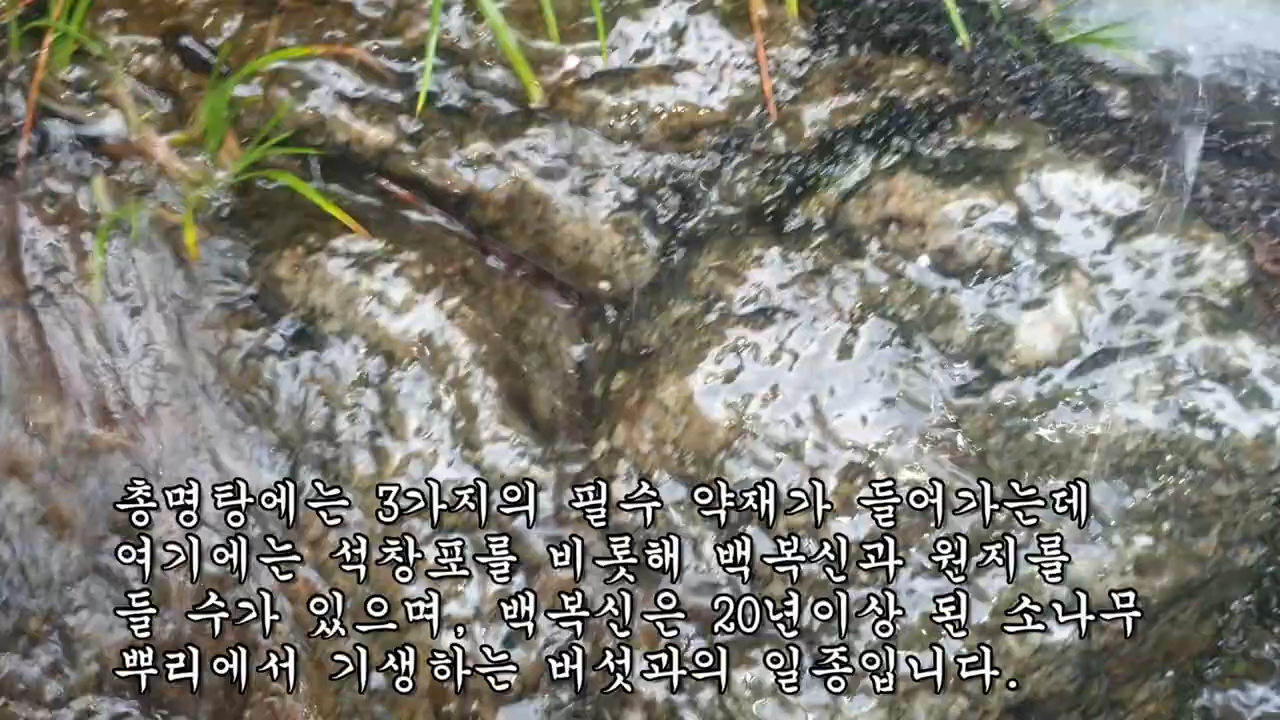 총명탕에는 3가지의 필수 약재가 들어가는데
여기에는 석창포를 비롯해 백복신과 원지를
들 수가 있으며, 백복신은 20년이상 된 소나무
뿌리에서 기생하는 버섯과의 일종입니다.